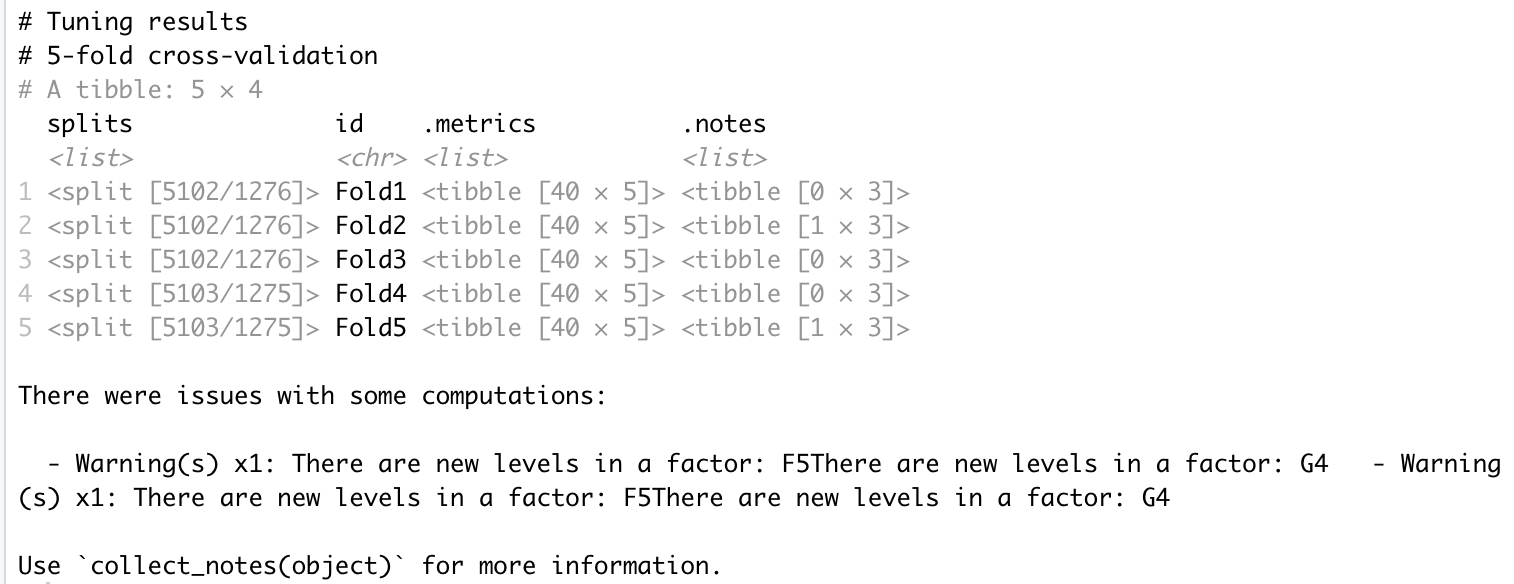 # Tuning results
# 5-fold cross-validation
# A tibble: 5 × 4
  splits              id    .metrics          .notes
  <list>              <chr> <list>            <list>
1 <split [5102/1276]> Fold1 <tibble [40 × 5]> <tibble [0 × 3]>
2 <split [5102/1276]> Fold2 <tibble [40 × 5]> <tibble [1 × 3]>
3 <split [5102/1276]> Fold3 <tibble [40 × 5]> <tibble [0 × 3]>
4 <split [5103/1275]> Fold4 <tibble [40 × 5]> <tibble [0 × 3]>
5 <split [5103/1275]> Fold5 <tibble [40 × 5]> <tibble [1 × 3]>
There were issues with some computations:
  - Warning(s) x1: There are new levels in a factor: F5There are new levels in a factor: G4   - Warning
(s) x1: There are new levels in a factor: F5There are new levels in a factor: G4
Use `collect_notes(object)` for more information.